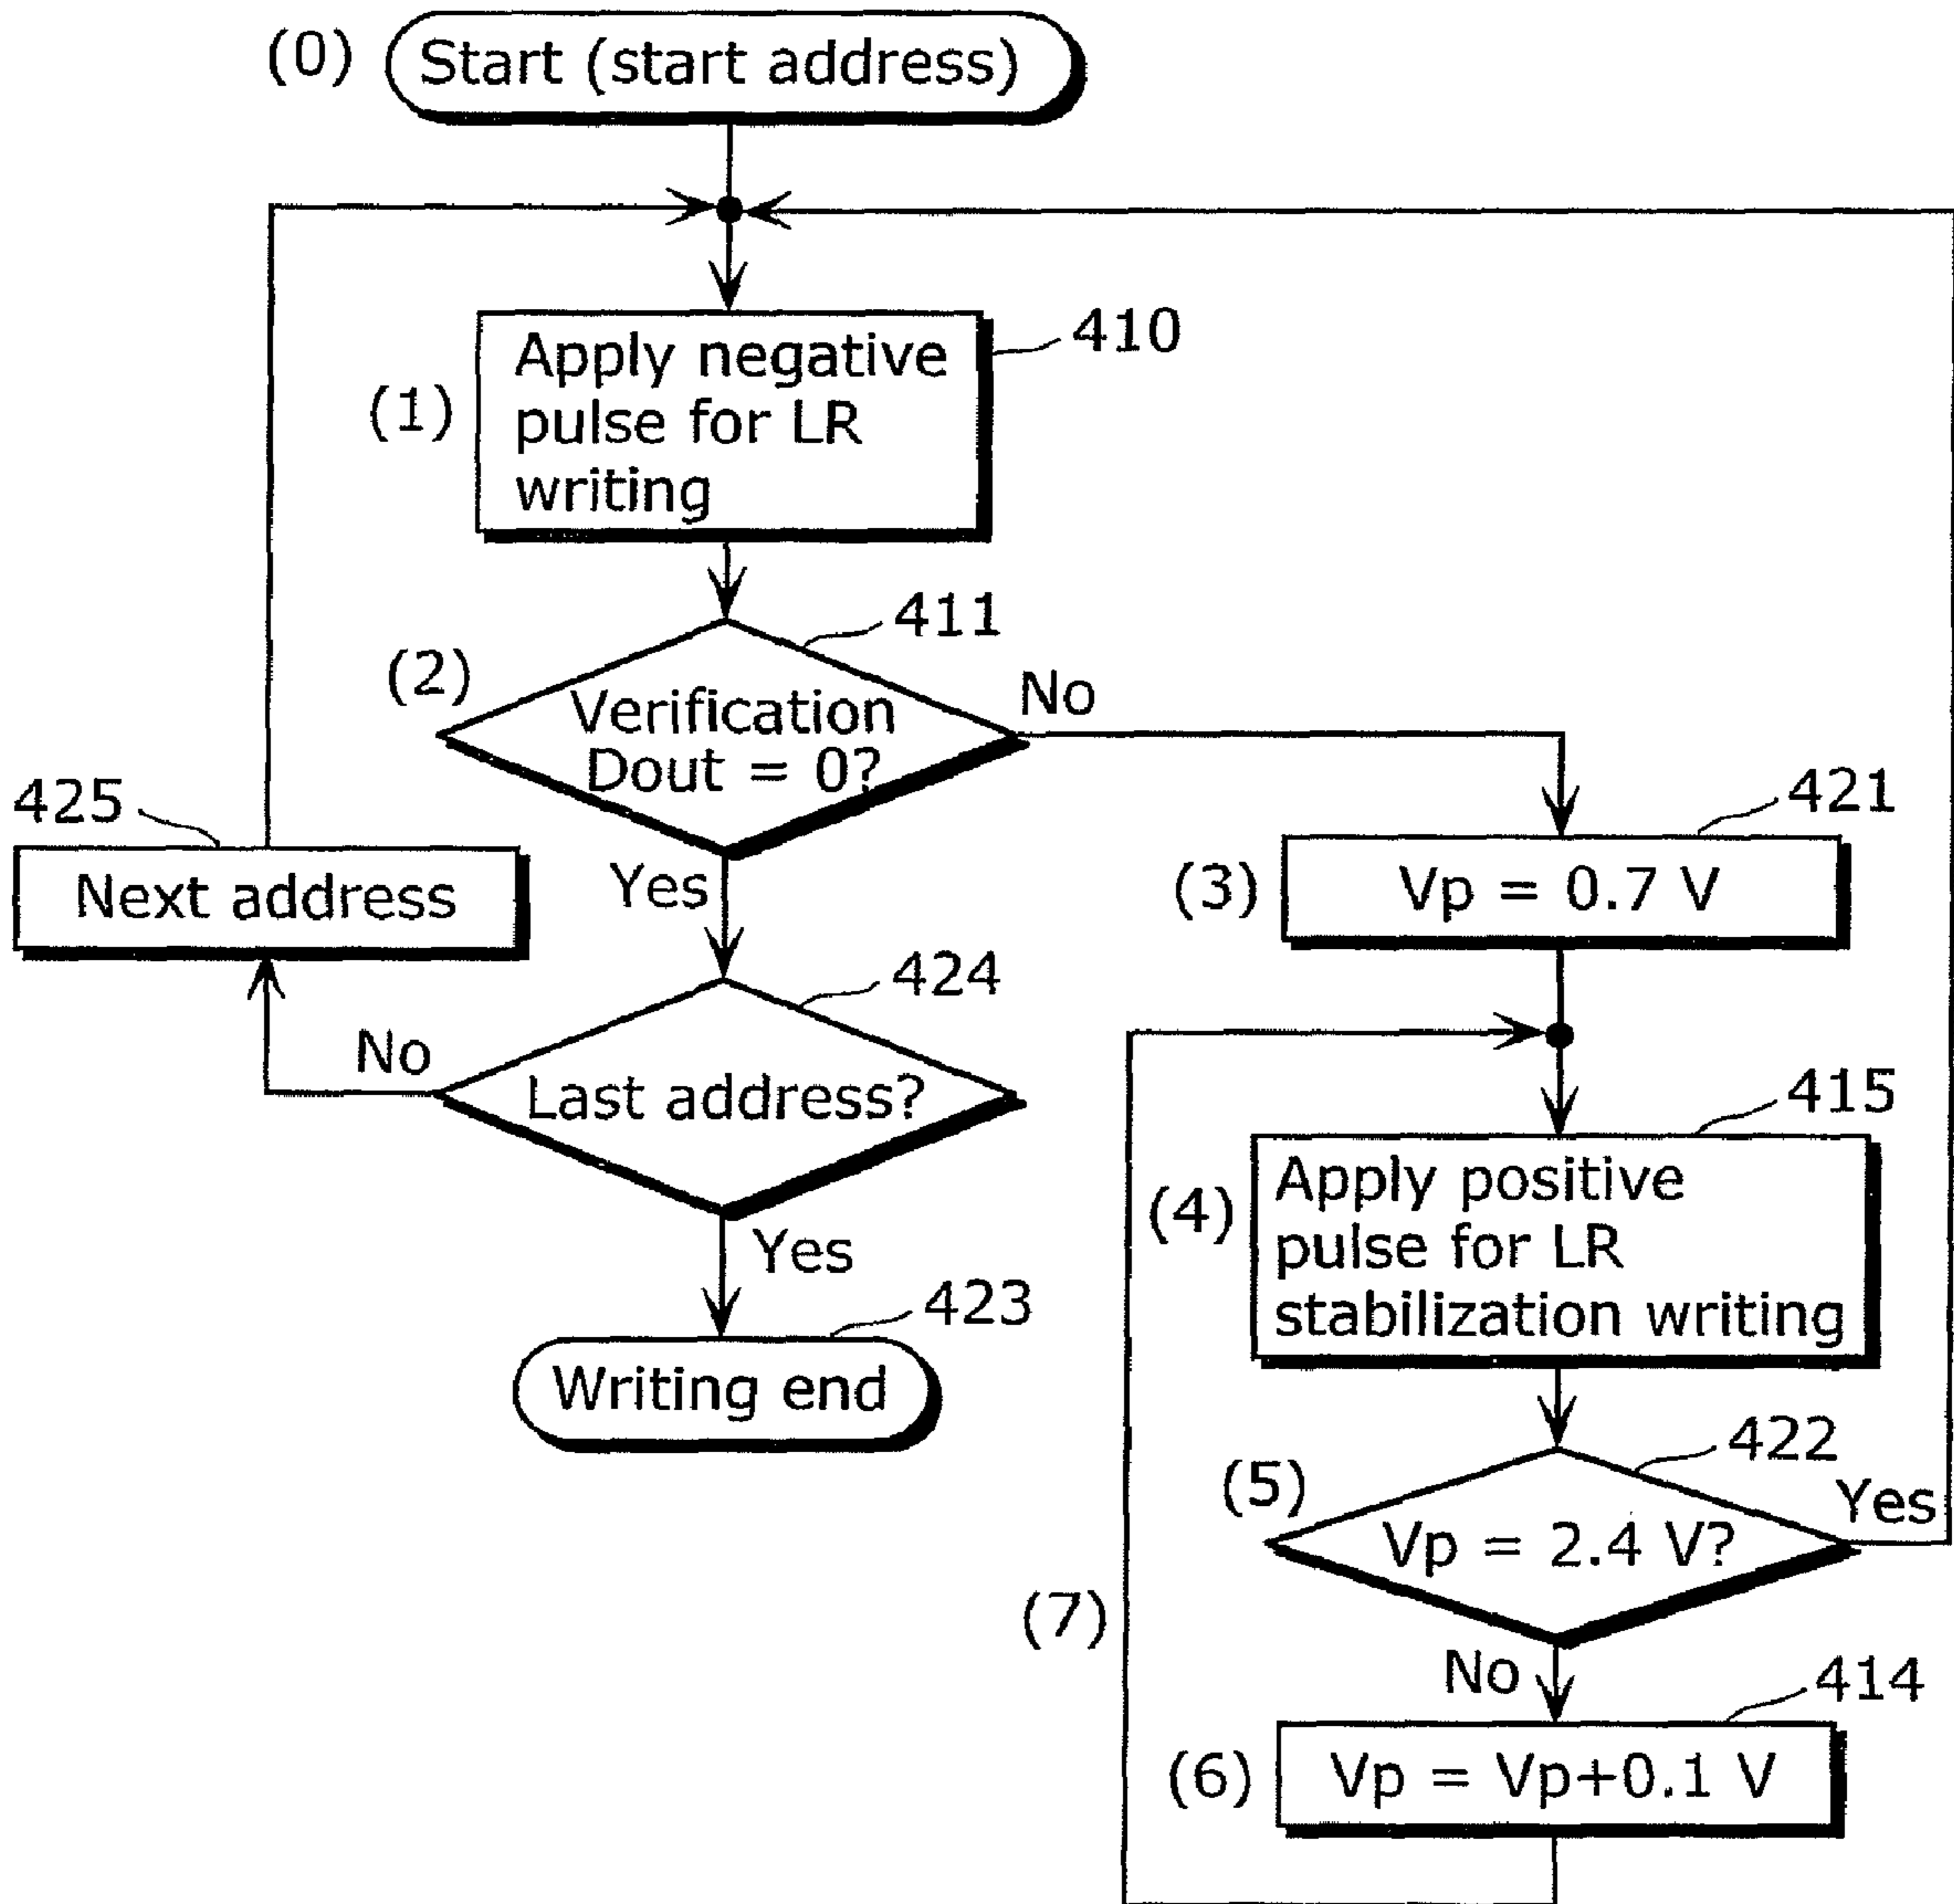 (0)
Start (start address)
410
(1)
Apply negative
pulse for LR
writing
411
(2)
Verification
Dout = 0?
No
Yes
425
Next address
421
(3)
Vp = 0.7 V
424
Last address?
No
Yes
423
Writing end
415
(4)
Apply positive
pulse for LR
stabilization writing
422
(5)
Vp = 2.4 V?
Yes
(7)
No
414
(6)
Vp = Vp+0.1 V